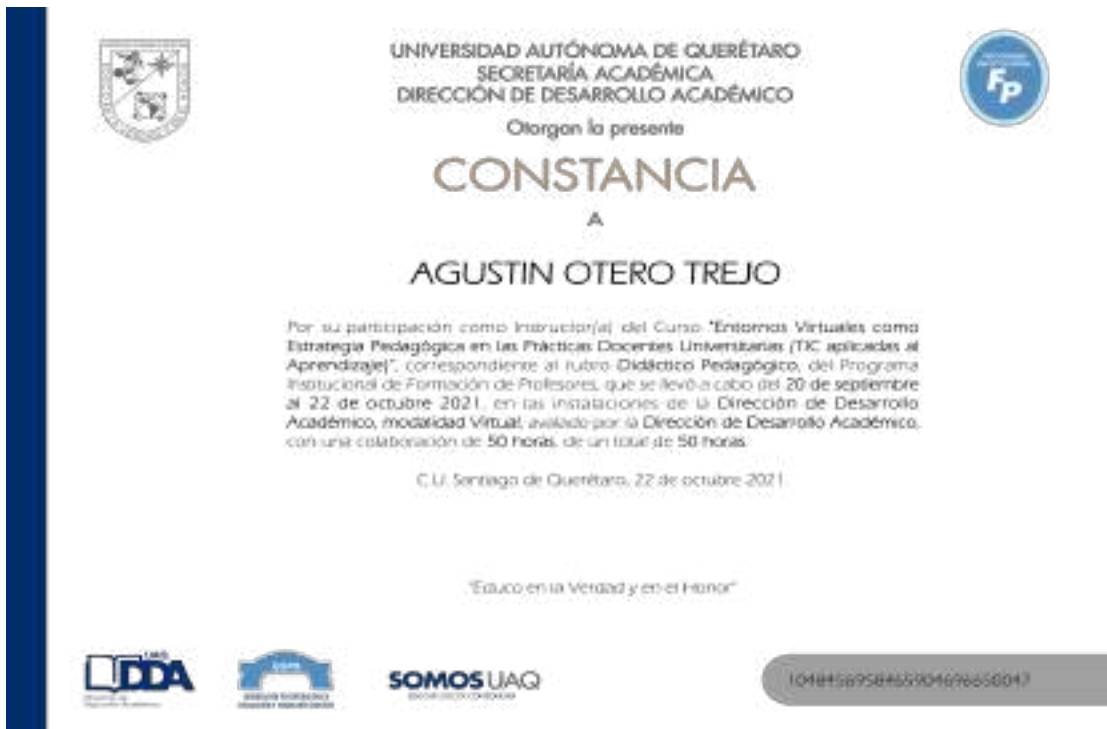 UNIVERSIDAD AUTÓNOMA DE QUERÉTARO
SECRETARÍA ACADÉMICA
DIRECCIÓN DE DESARROLLO ACADÉMICO
Otorgan la presente
CONSTANCIA
A
AGUSTIN OTERO TREJO
Por su participación como Instructor(a) del Curso "Entornos Virtuales como
Estrategia Pedagógica en las Prácticas Docentes Universitarias (TIC aplicadas al
Aprendizaje)", correspondiente al rubro Didáctico Pedagógico, del Programa
Institucional de Formación de Profesores, que se llevó a cabo del 20 de septiembre
al 22 de octubre 2021, en las instalaciones de la Dirección de Desarrollo
Académico, modalidad Virtual, avalado por la Dirección de Desarrollo Académico,
con una colaboración de 50 horas, de un total de 50 horas.
C.U. Santiago de Querétaro, 22 de octubre 2021
"Educo en la Verdad y en el Honor"
FP
DDA
SOMOS UAQ